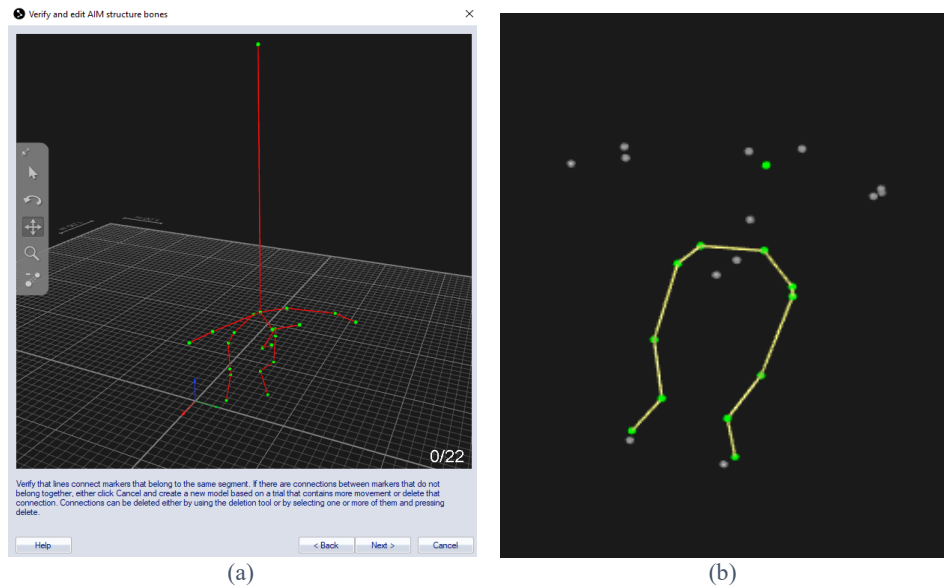 Verify and edit AIM structure bones
0/22
Verify that lines connect markers that belong to the same segment. If there are connections between markers that do not
belong together, either click Cancel and create a new model based on a trial that contains more movement or delete that
connection. Connections can be deleted either by using the deletion tool or by selecting one or more of them and pressing
delete.
Help
< Back
Next >
Cancel
(a)
(b)